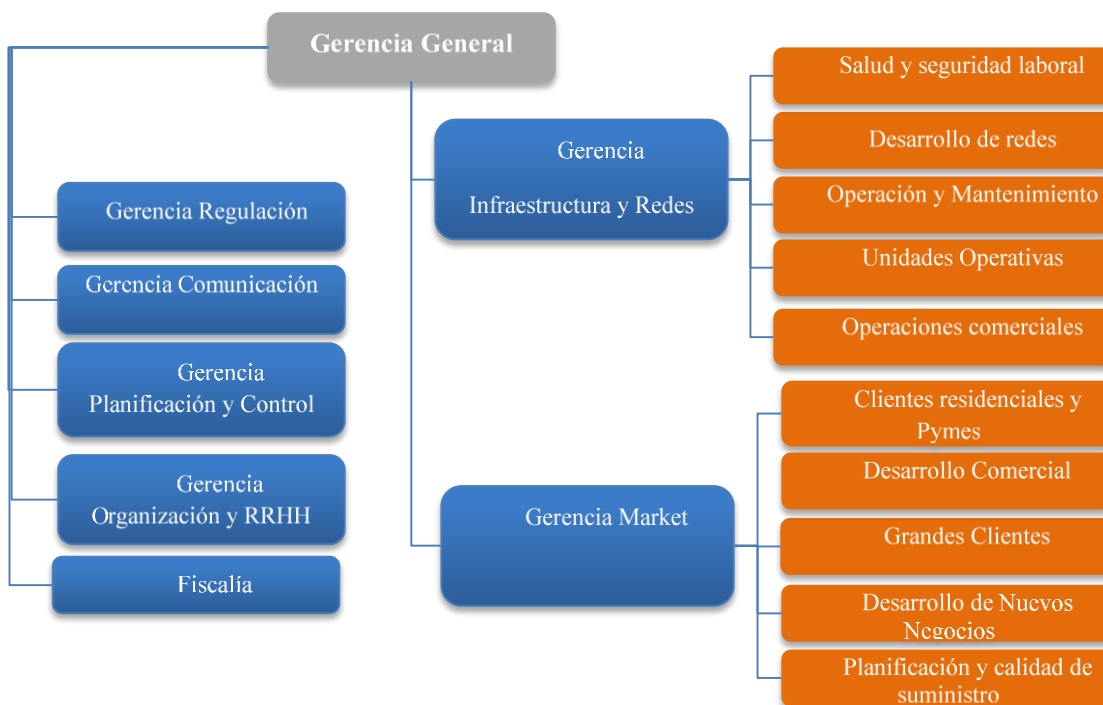 Gerencia General
Gerencia Regulación
Gerencia Comunicación
Gerencia
Planificación y Control
Gerencia
Organización y RRHH
Fiscalía
Gerencia
Infraestructura y Redes
Salud y seguridad laboral
Desarrollo de redes
Operación y Mantenimiento
Unidades Operativas
Operaciones comerciales
Gerencia Market
Clientes residenciales y
Pymes
Desarrollo Comercial
Grandes Clientes
Desarrollo de Nuevos
Negocios
Planificación y calidad de
suministro